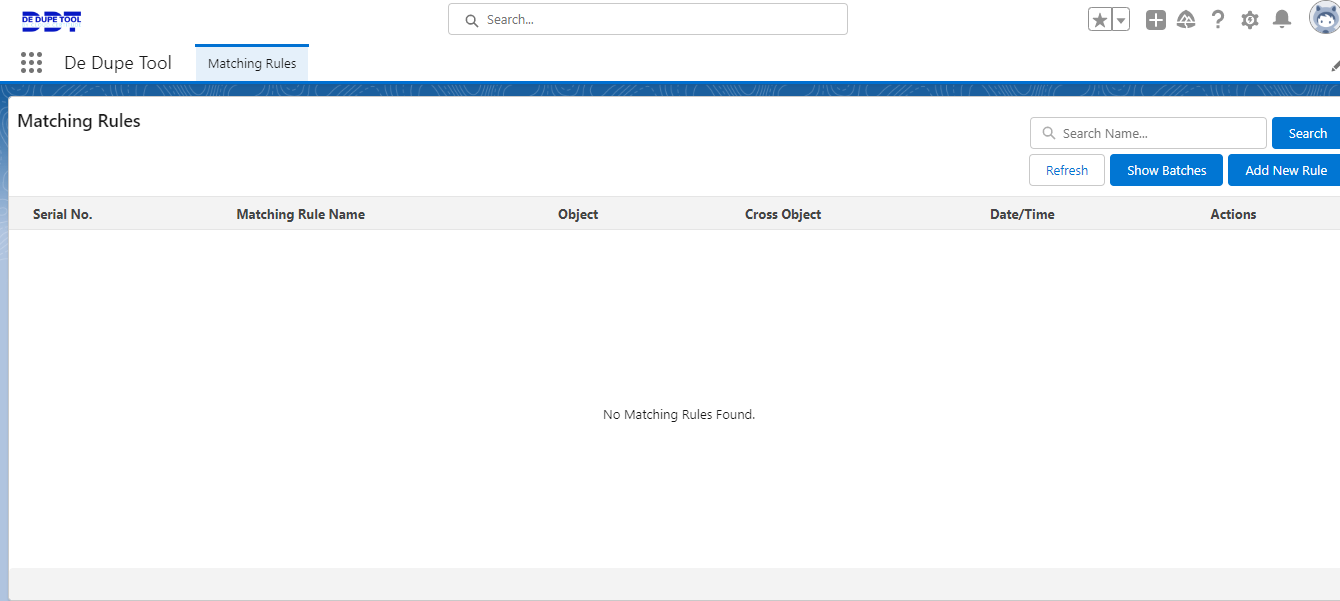 DE DUPE TOOL
DDT
Search...
De Dupe Tool
Matching Rules
Matching Rules
Search Name...
Search
Refresh
Show Batches
Add New Rule
Serial No.
Matching Rule Name
Object
Cross Object
Date/Time
Actions
No Matching Rules Found.